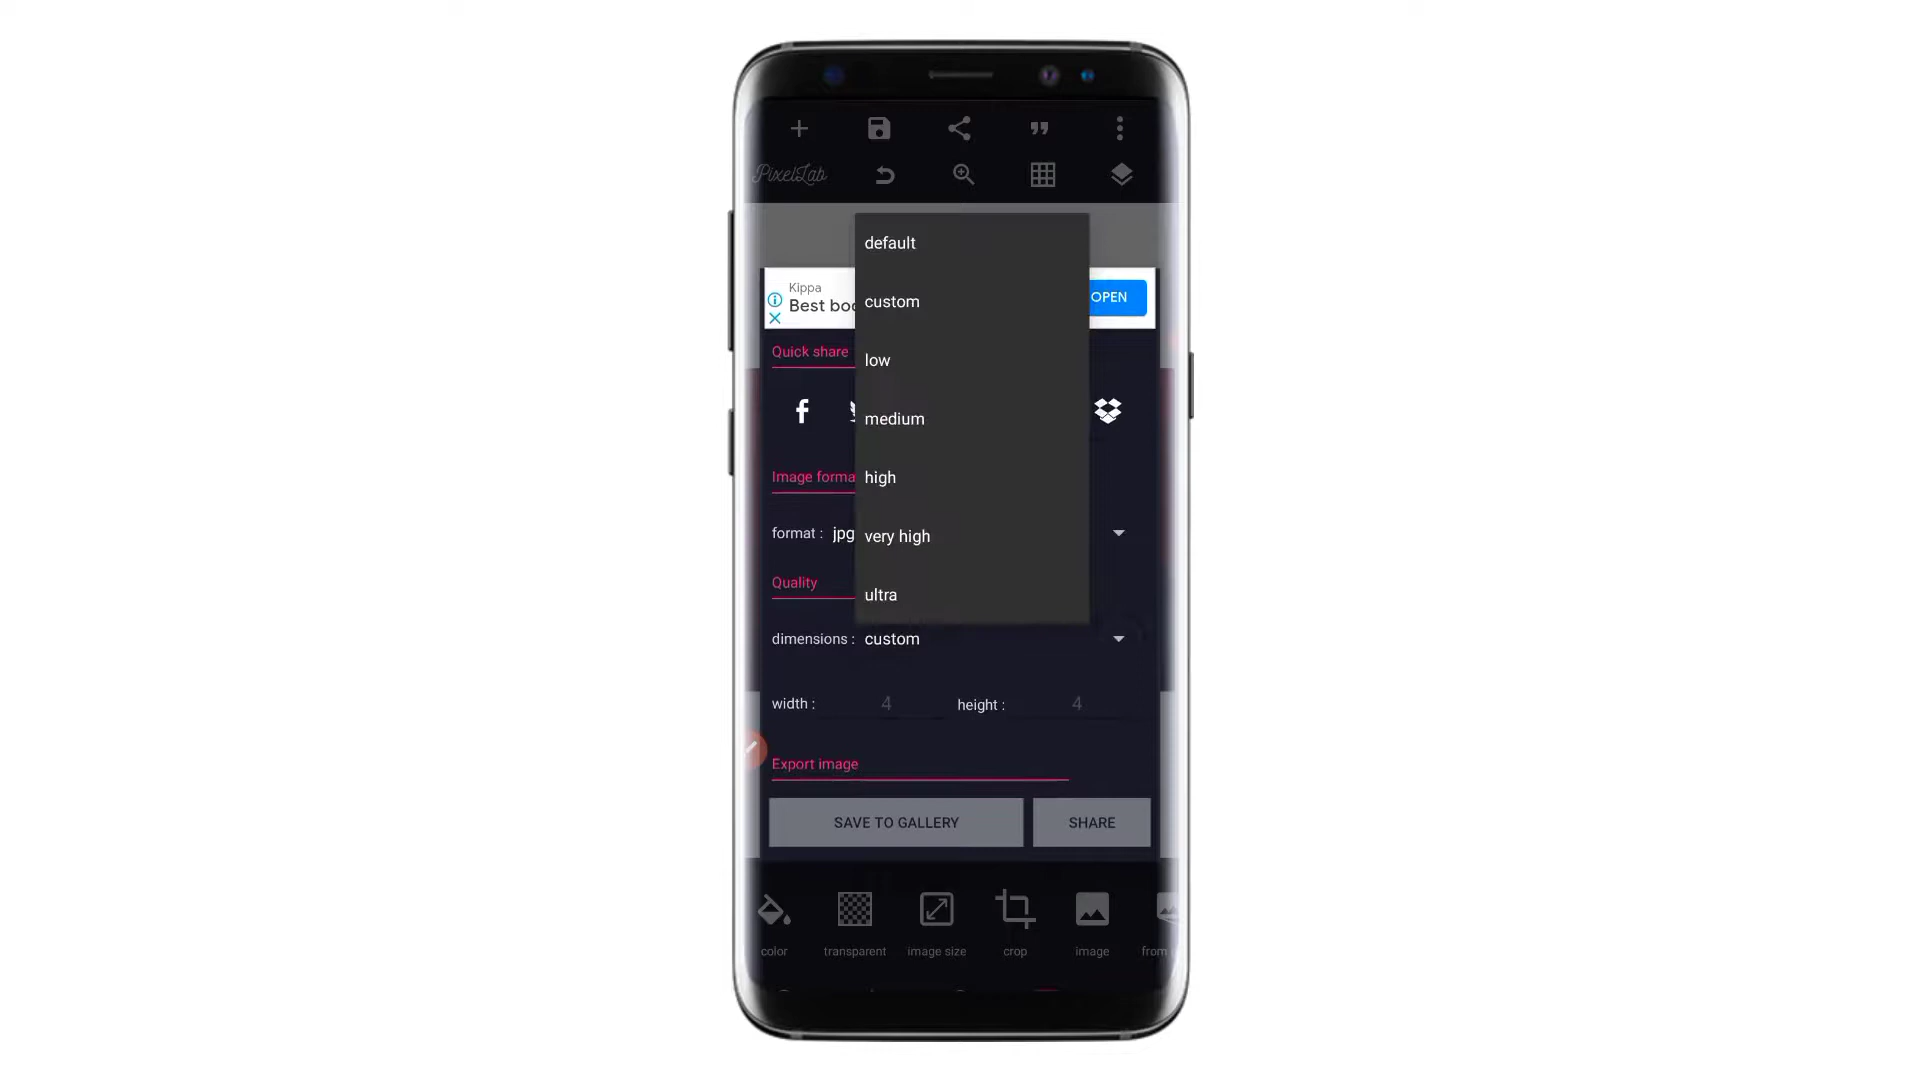 PixelLab
default
Kippa
Best boo
OPEN
custom
Quick share
low
medium
Image forma
high
format : jpg
very high
Quality
ultra
dimensions : custom
width : 4 height : 4
Export image
SAVE TO GALLERY SHARE
color transparent image size crop image from